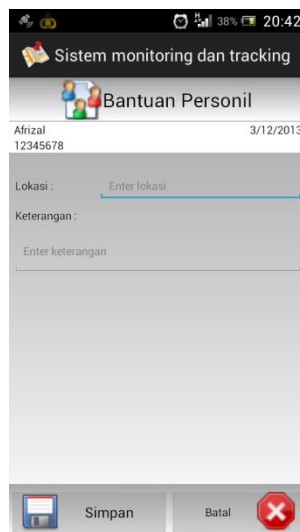 38% 20:42
Sistem monitoring dan tracking
Bantuan Personil
Afrizal 3/12/2013
12345678
Lokasi : Enter lokasi
Keterangan :
Enter keterangan
Simpan Batal